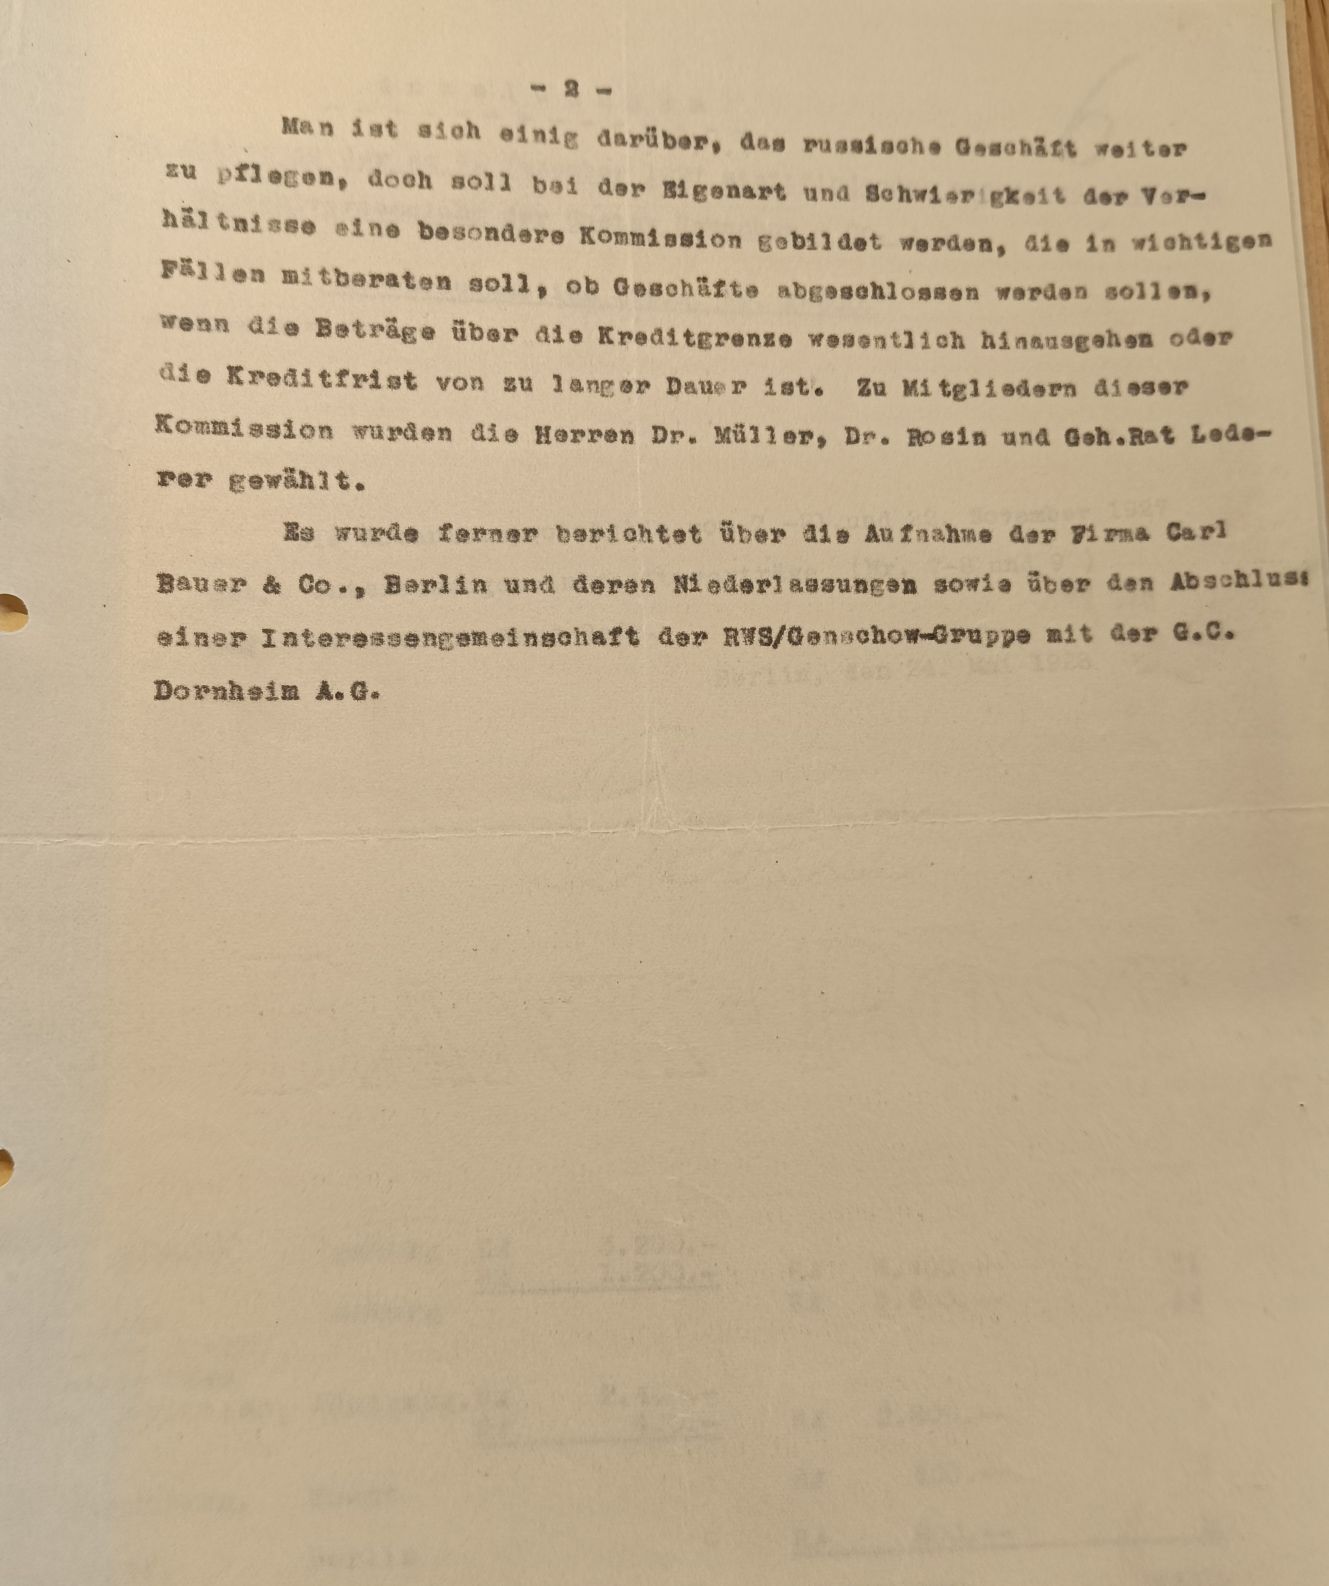 - 2 -
Man ist sich einig darüber, das russische Geschäft weiter
zu pflegen, doch soll bei der Eigenart und Schwierigkeit der Ver-
hältnisse eine besondere Kommission gebildet werden, die in wichtigen
Fällen mitberaten soll, ob Geschäfte abgeschlossen werden sollen,
wenn die Beträge über die Kreditgrenze wesentlich hinausgehen oder
die Kreditfrist von zu langer Dauer ist. Zu Mitgliedern dieser
Kommission wurden die Herren Dr. Müller, Dr. Rosin und Geh.Rat Lede-
rer gewählt.
Es wurde ferner berichtet über die Aufnahme der Firma Carl
Bauer & Co., Berlin und deren Niederlassungen sowie über den Abschluss
einer Interessengemeinschaft der RWS/Genschow-Gruppe mit der G.C.
Dornheim A.G.